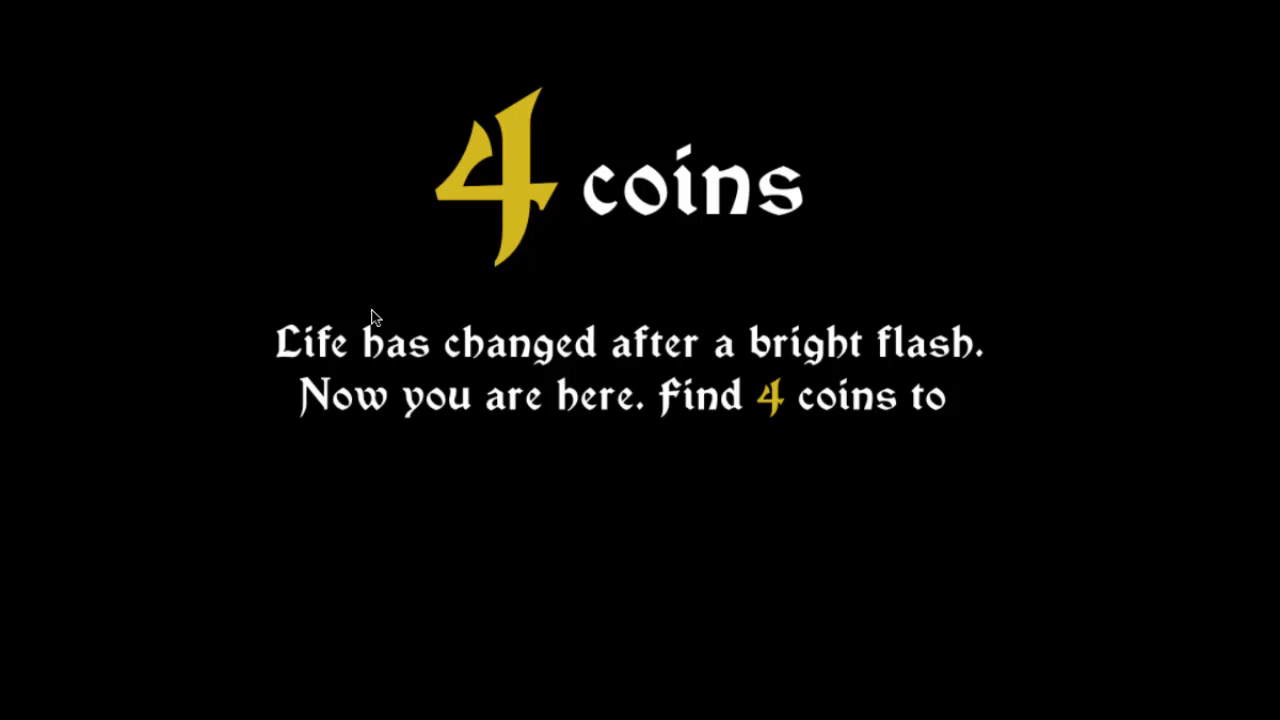 4 coins
Life has changed after a bright flash.
Now you are here. Find 4 coins to